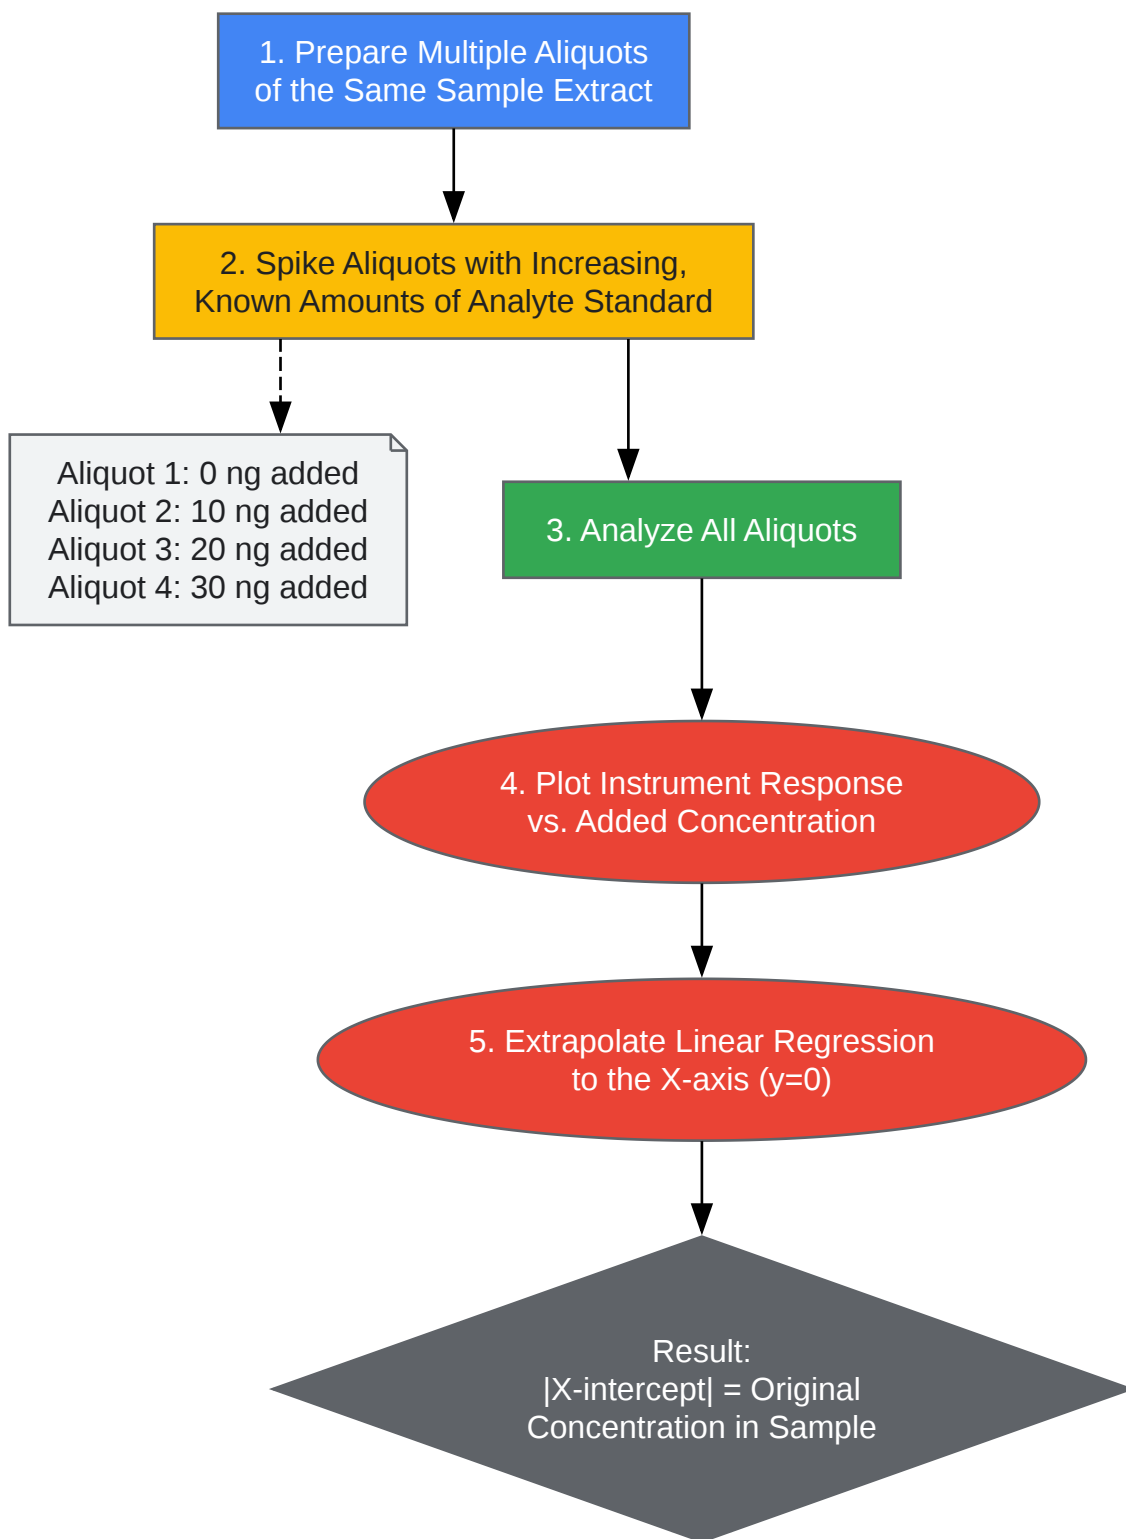 1. Prepare Multiple Aliquots
of the Same Sample Extract
2. Spike Aliquots with Increasing,
Known Amounts of Analyte Standard
Aliquot 1: 0 ng added
Aliquot 2: 10 ng added
Aliquot 3: 20 ng added
Aliquot 4: 30 ng added
3. Analyze All Aliquots
4. Plot Instrument Response
vs. Added Concentration
5. Extrapolate Linear Regression
to the X-axis (y=0)
Result:
|X-intercept| = Original
Concentration in Sample